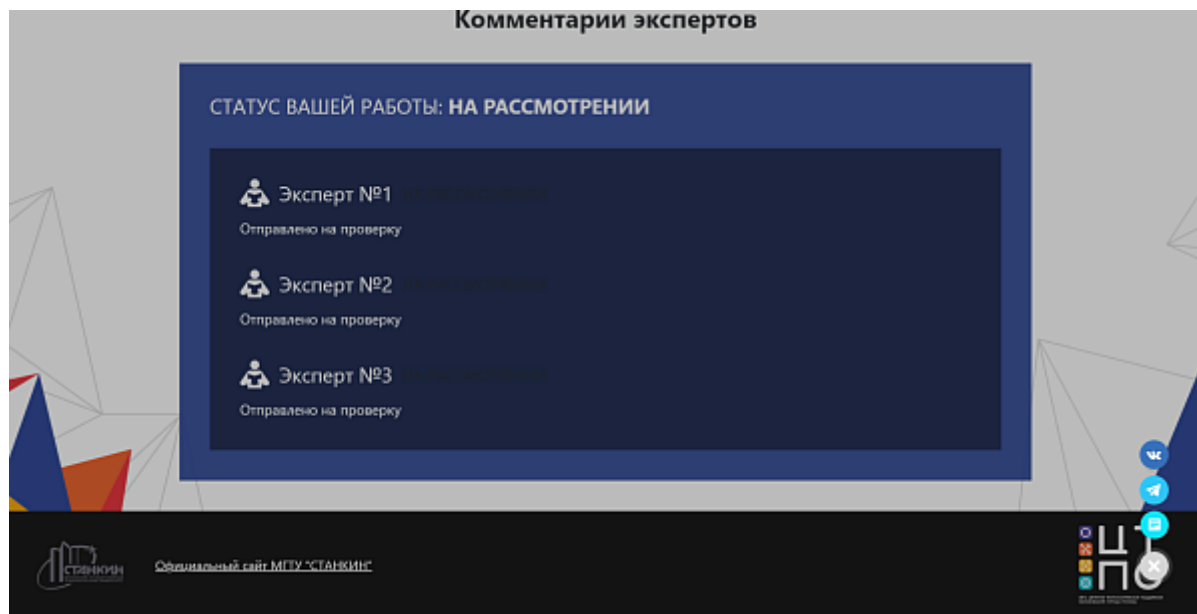 Комментарии экспертов
СТАТУС ВАШЕЙ РАБОТЫ: НА РАССМОТРЕНИИ
Эксперт №1
Отправлено на проверку
Эксперт №2
Отправлено на проверку
Эксперт №3
Отправлено на проверку
СТАНКИН
Официальный сайт МГТУ "СТАНКИН"